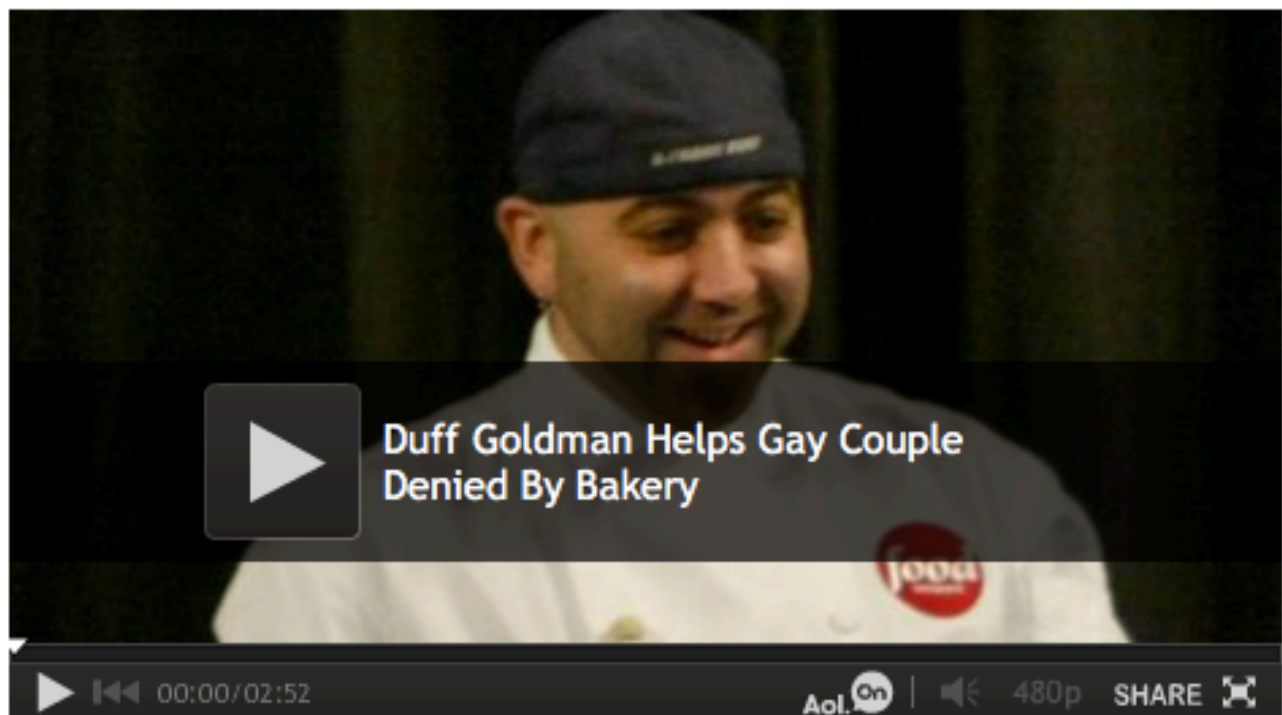 Duff Goldman Helps Gay Couple
Denied By Bakery
food
00:00/02:52
Aol. On
480p
SHARE